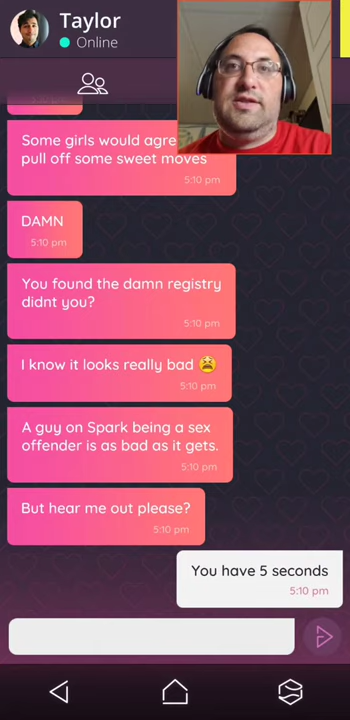 Taylor
Online
Some girls would agre
pull off some sweet moves
5:10 pm
DAMN
5:10 pm
You found the damn registry
didnt you?
5:10 pm
I know it looks really bad 😫
5:10 pm
A guy on Spark being a sex
offender is as bad as it gets.
5:10 pm
But hear me out please?
5:10 pm
You have 5 seconds
5:10 pm